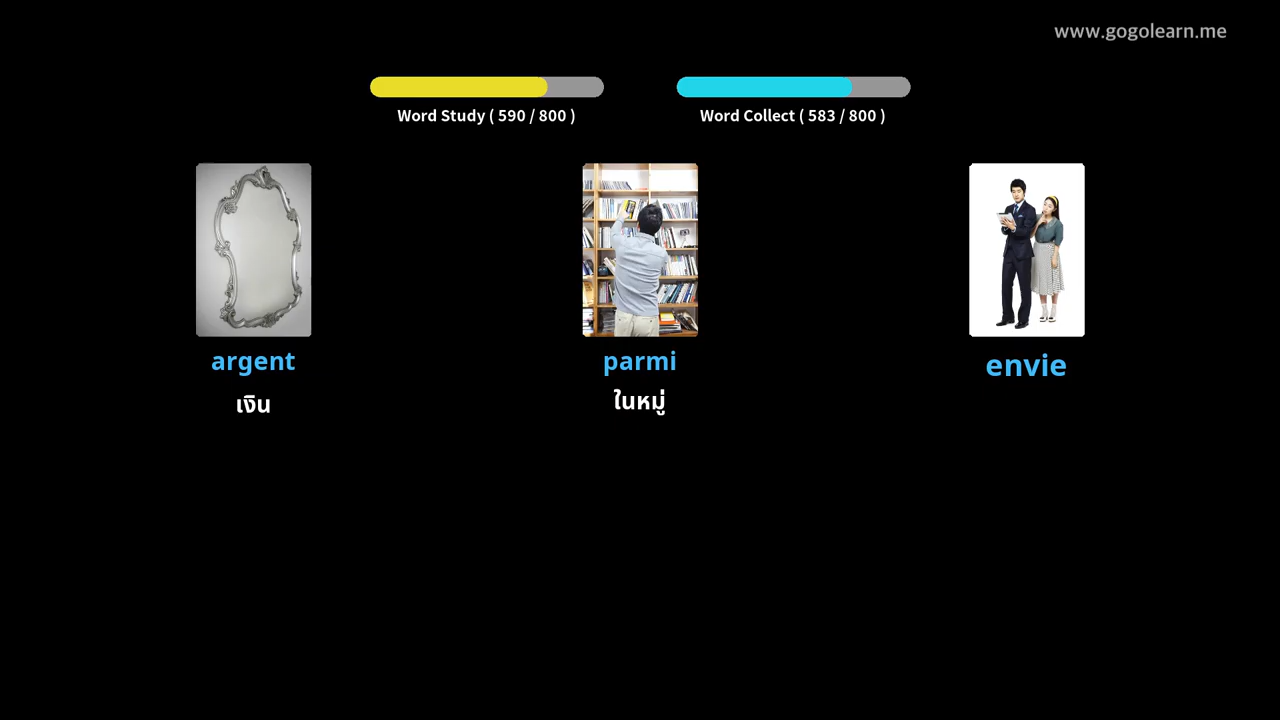 www.gogolearn.me
Word Study ( 590 / 800 )
Word Collect ( 583 / 800 )
argent
parmi
envie
เงิน
ในหมู่